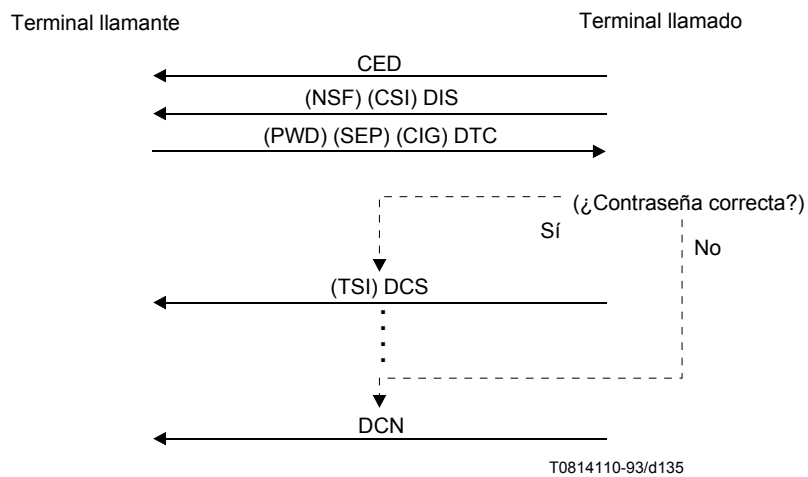 Terminal llamante
Terminal llamado
CED
(NSF) (CSI) DIS
(PWD) (SEP) (CIG) DTC
(¿Contraseña correcta?)
Sí
No
(TSI) DCS
DCN
T0814110-93/d135